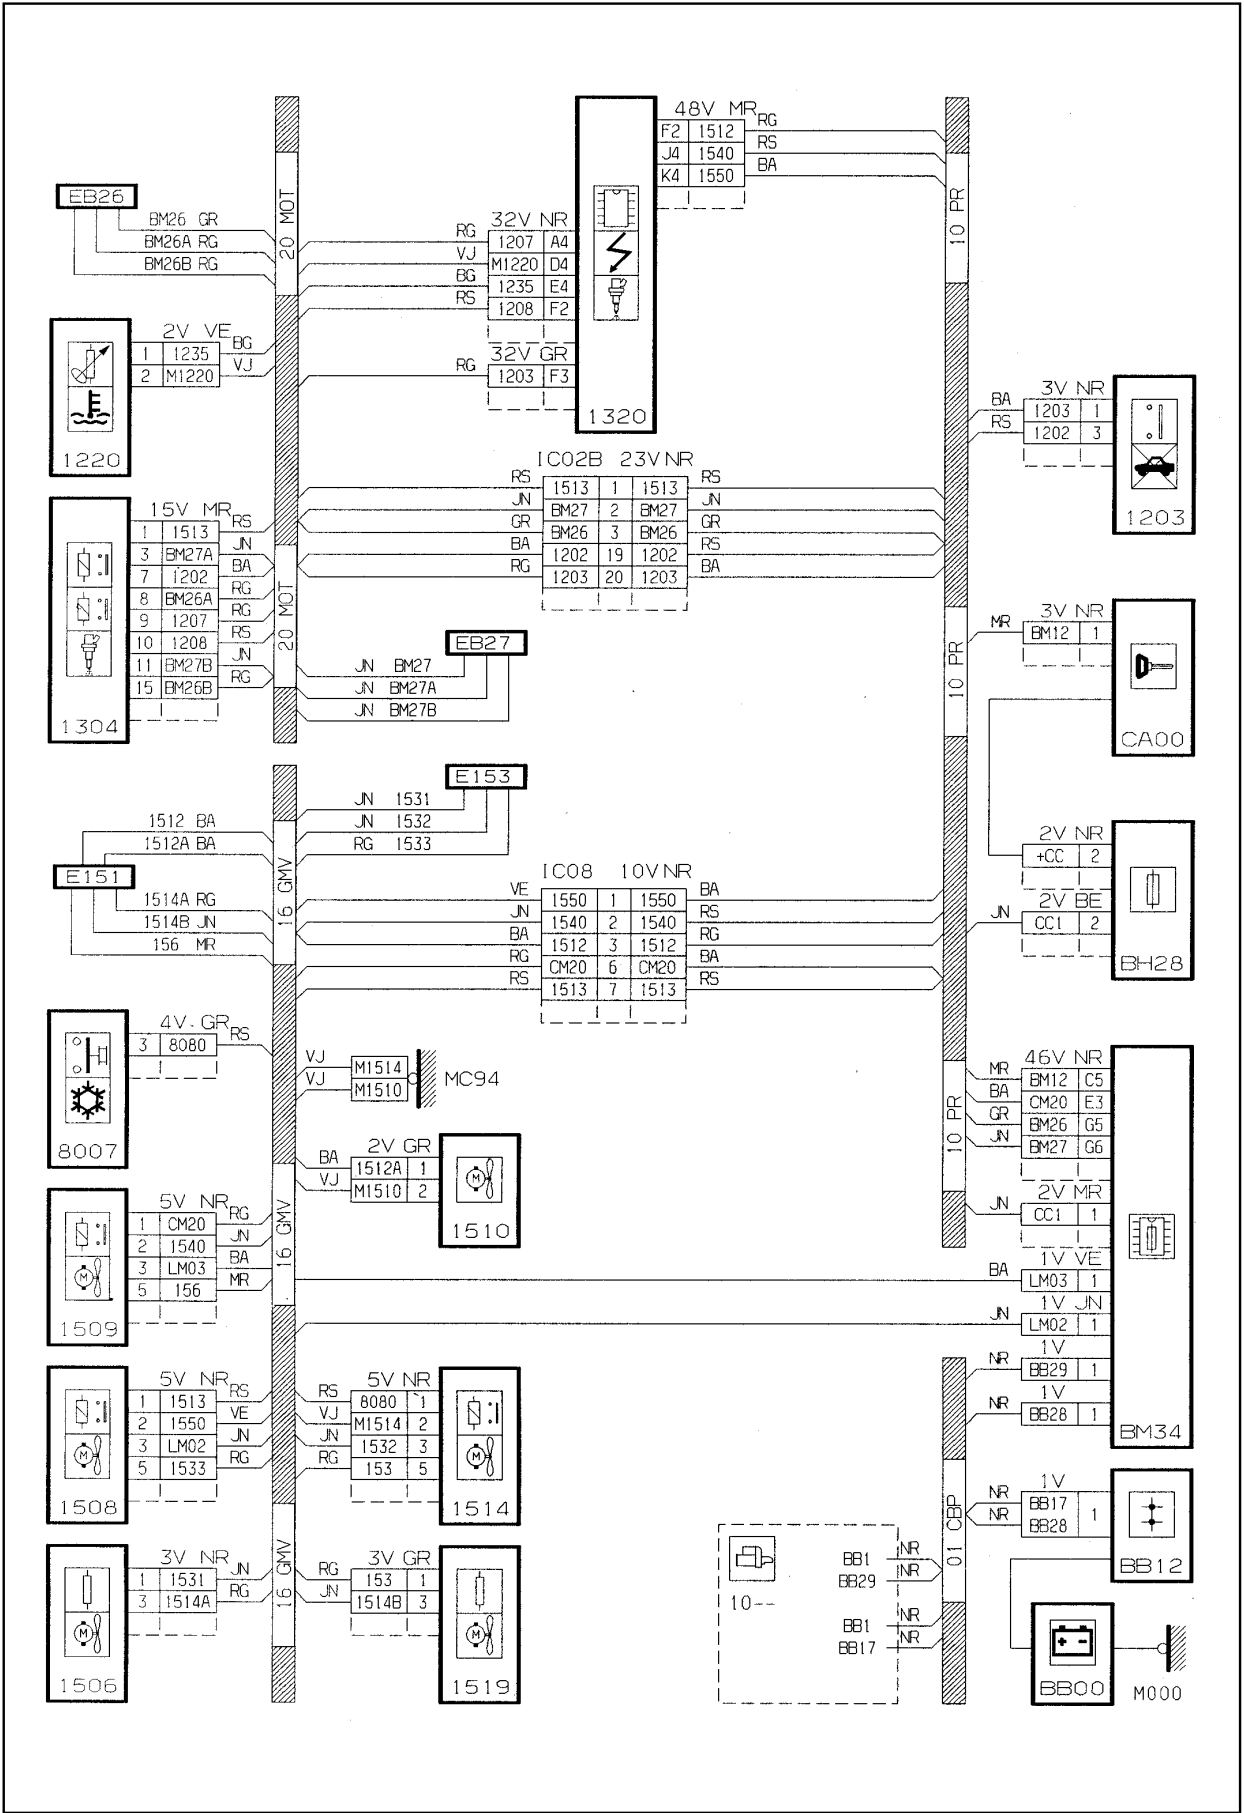 48V MR
F2 1512 RG
J4 1540 RS
K4 1550 BA
EB26
BM26 GR
BM26A RG
BM26B RG
20 MOT
10 PR
32V NR
RG 1207 A4
VJ M1220 D4
BG 1235 E4
RS 1208 F2
32V GR
RG 1203 F3
1320
2V VE
1 1235 BG
2 M1220 VJ
1220
3V NR
BA 1203 1
RS 1202 3
1203
IC02B 23V NR
RS 1513 1 1513 RS
JN BM27 2 BM27 JN
GR BM26 3 BM26 GR
BA 1202 19 1202 RS
RG 1203 20 1203 BA
15V MR
1 1513 RS
3 BM27A JN
7 1202 BA
8 BM26A RG
9 1207 RG
10 1208 RS
11 BM27B JN
15 BM26B RG
1304
20 MOT
EB27
JN BM27
JN BM27A
JN BM27B
10 PR
3V NR
MR BM12 1
CA00
E153
JN 1531
JN 1532
RG 1533
1512 BA
1512A BA
E151
1514A RG
1514B JN
156 MR
16 GMV
IC08 10V NR
VE 1550 1 1550 BA
JN 1540 2 1540 RS
BA 1512 3 1512 RG
RG CM20 6 CM20 BA
RS 1513 7 1513 RS
2V NR
+CC 2
2V BE
JN CC1 2
BH28
4V GR
3 8080 RS
8007
VJ M1514
VJ M1510
MC94
2V GR
BA 1512A 1
VJ M1510 2
1510
10 PR
46V NR
MR BM12 C5
BA CM20 E3
GR BM26 G5
JN BM27 G6
2V MR
JN CC1 1
1V VE
BA LM03 1
1V JN
JN LM02 1
1V
NR BB29 1
1V
NR BB28 1
BM34
5V NR
1 CM20 RG
2 1540 JN
3 LM03 BA
5 156 MR
1509
16 GMV
5V NR
1 1513 RS
2 1550 VE
3 LM02 JN
5 1533 RG
1508
5V NR
RS 8080 1
VJ M1514 2
JN 1532 3
RG 153 5
1514
3V NR
1 1531 JN
3 1514A RG
1506
16 GMV
3V GR
RG 153 1
JN 1514B 3
1519
10--
BB1 NR
BB29 NR
BB1 NR
BB17 NR
01 CBP
1V
NR BB17 1
NR BB28
BB12
BB00
M000